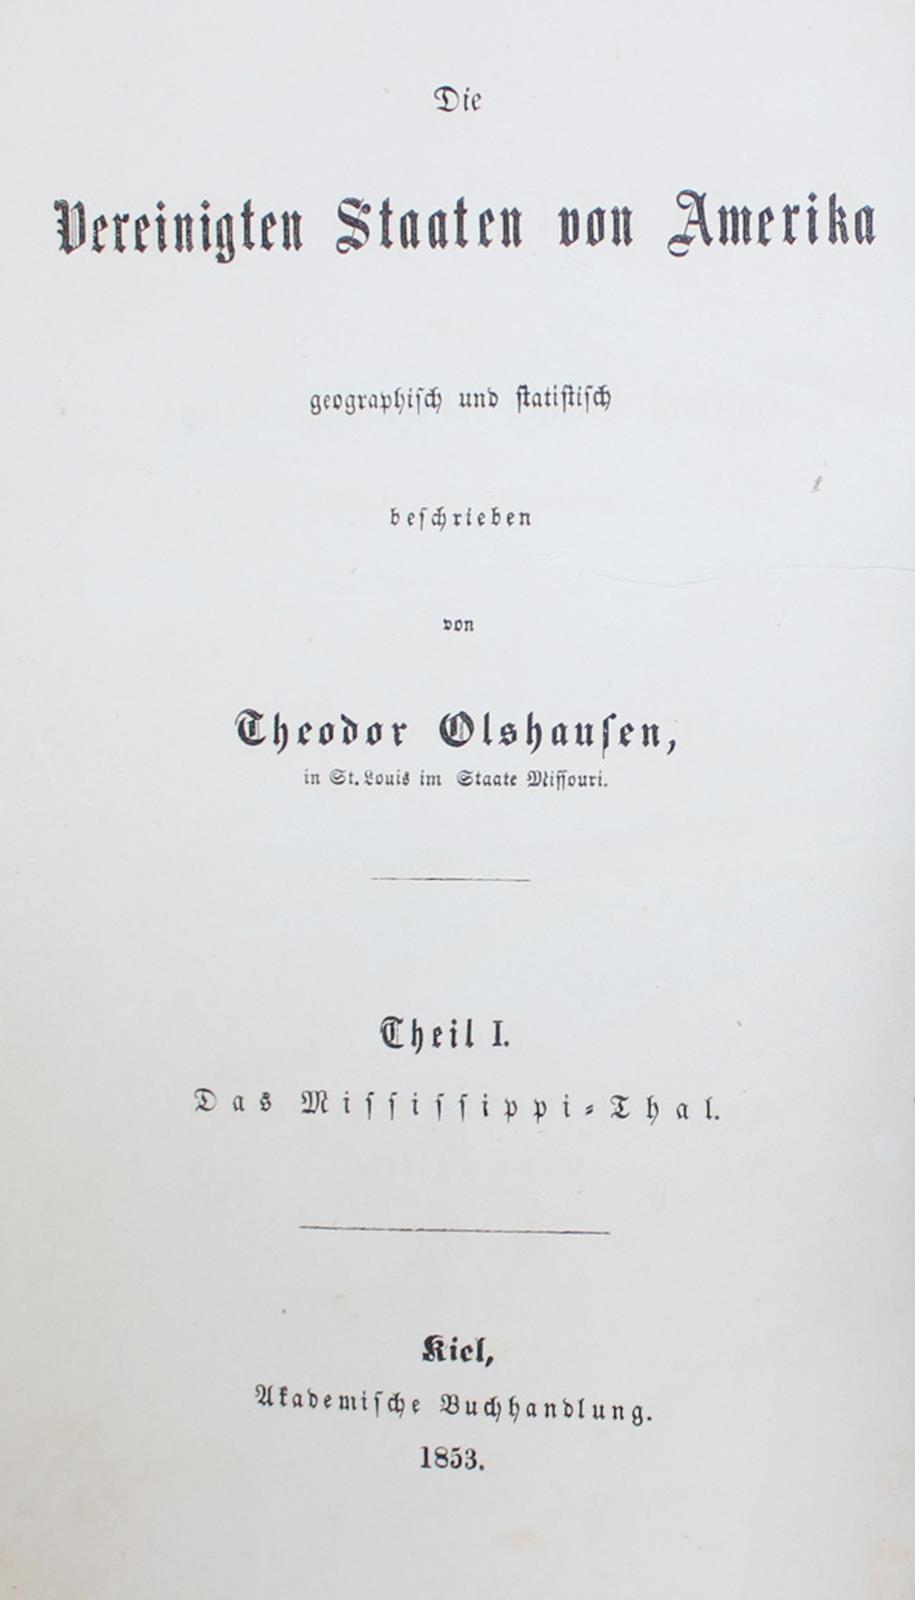 Die
Vereinigten Staaten von Amerika
geographiſch und ſtatiſtiſch
beſchrieben
von
Theodor Olshauſen,
in St. Louis im Staate Miſſouri.
Theil I.
Das Miſſiſſippi-Thal.
Kiel,
Akademiſche Buchhandlung.
1853.